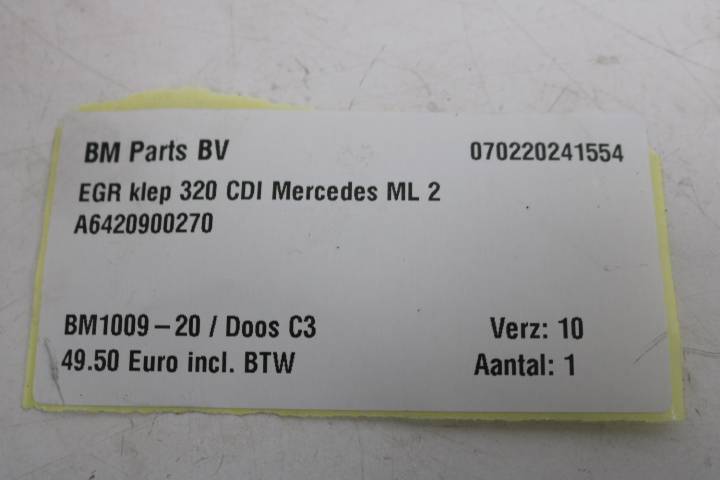 BM Parts BV 070220241554
EGR klep 320 CDI Mercedes ML 2
A6420900270
BM1009-20 / Doos C3 Verz: 10
49.50 Euro incl. BTW Aantal: 1